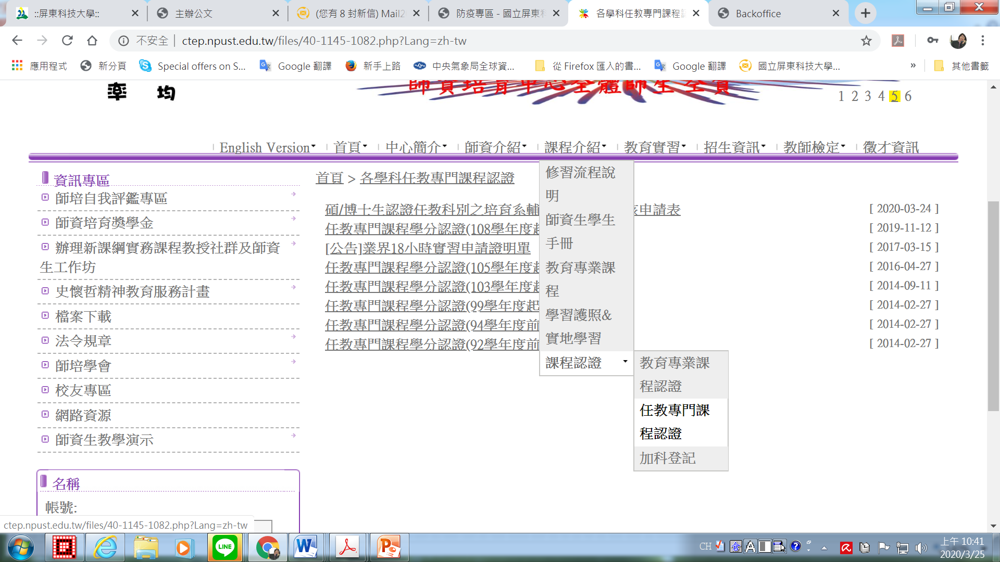 ::屏東科技大學::
主辦公文
(您有 8 封新信) Mail2
防疫專區 - 國立屏東科
各學科任教專門課程認
Backoffice
不安全
ctep.npust.edu.tw/files/40-1145-1082.php?Lang=zh-tw
應用程式
新分頁
Special offers on S...
Google 翻譯
新手上路
中央氣象局全球資...
從 Firefox 匯入的書...
Google 翻譯
國立屏東科技大學...
»
其他書籤
率 均
師資培育中心全體師生全賀
1 2 3 4 5 6
English Version
首頁
中心簡介
師資介紹
課程介紹
教育實習
招生資訊
教師檢定
徵才資訊
資訊專區
師培自我評鑑專區
師資培育獎學金
辦理新課綱實務課程教授社群及師資
生工作坊
史懷哲精神教育服務計畫
檔案下載
法令規章
師培學會
校友專區
網路資源
師資生教學演示
名稱
帳號:
首頁 > 各學科任教專門課程認證
碩/博士生認證任教科別之培育系輔 申請表 [ 2020-03-24 ]
任教專門課程學分認證(108學年度起 [ 2019-11-12 ]
[公告]業界18小時實習申請證明單 [ 2017-03-15 ]
任教專門課程學分認證(105學年度起 [ 2016-04-27 ]
任教專門課程學分認證(103學年度起 [ 2014-09-11 ]
任教專門課程學分認證(99學年度起 [ 2014-02-27 ]
任教專門課程學分認證(94學年度前 [ 2014-02-27 ]
任教專門課程學分認證(92學年度前 [ 2014-02-27 ]
修習流程說
明
師資生學生
手冊
教育專業課
程
學習護照&
實地學習
課程認證
教育專業課
程認證
任教專門課
程認證
加科登記
ctep.npust.edu.tw/files/40-1145-1082.php?Lang=zh-tw
LINE
CH
倉
A
上午 10:41
2020/3/25